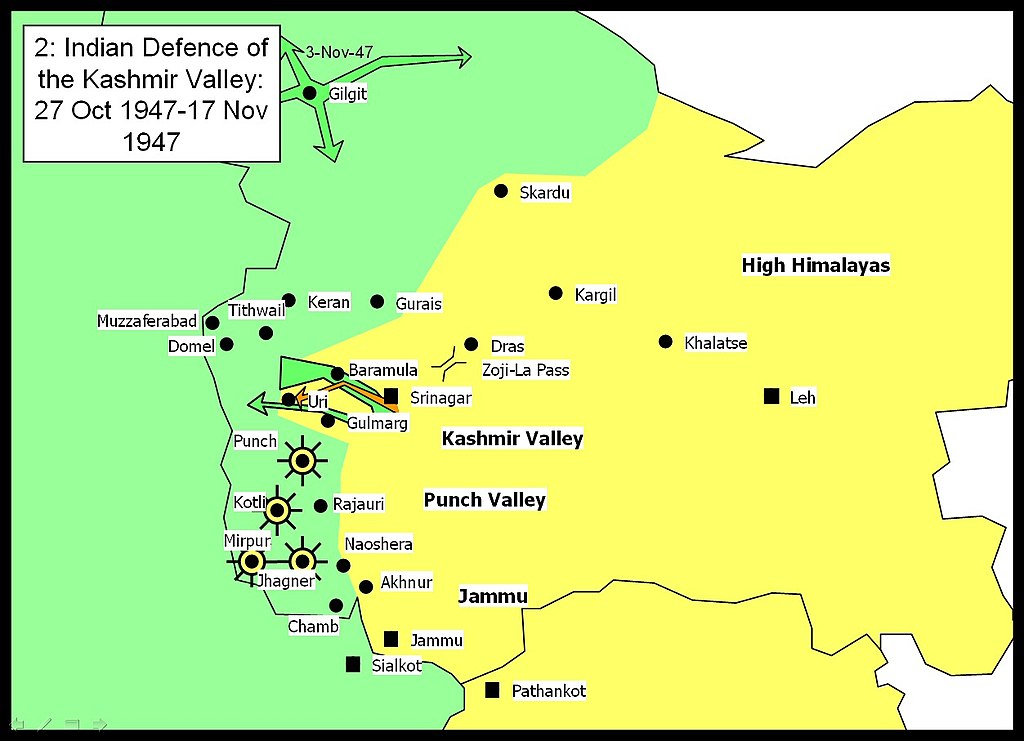 2: Indian Defence of
the Kashmir Valley:
27 Oct 1947-17 Nov
1947
3-Nov-47
Gilgit
Skardu
High Himalayas
Kargil
Keran
Gurais
Tithwail
Muzzaferabad
Domel
Dras
Khalatse
Baramula
Zoji-La Pass
Srinagar
Leh
Uri
Gulmarg
Punch
Kashmir Valley
Kotli
Rajauri
Punch Valley
Mirpur
Naoshera
Jhagner
Akhnur
Jammu
Chamb
Jammu
Sialkot
Pathankot